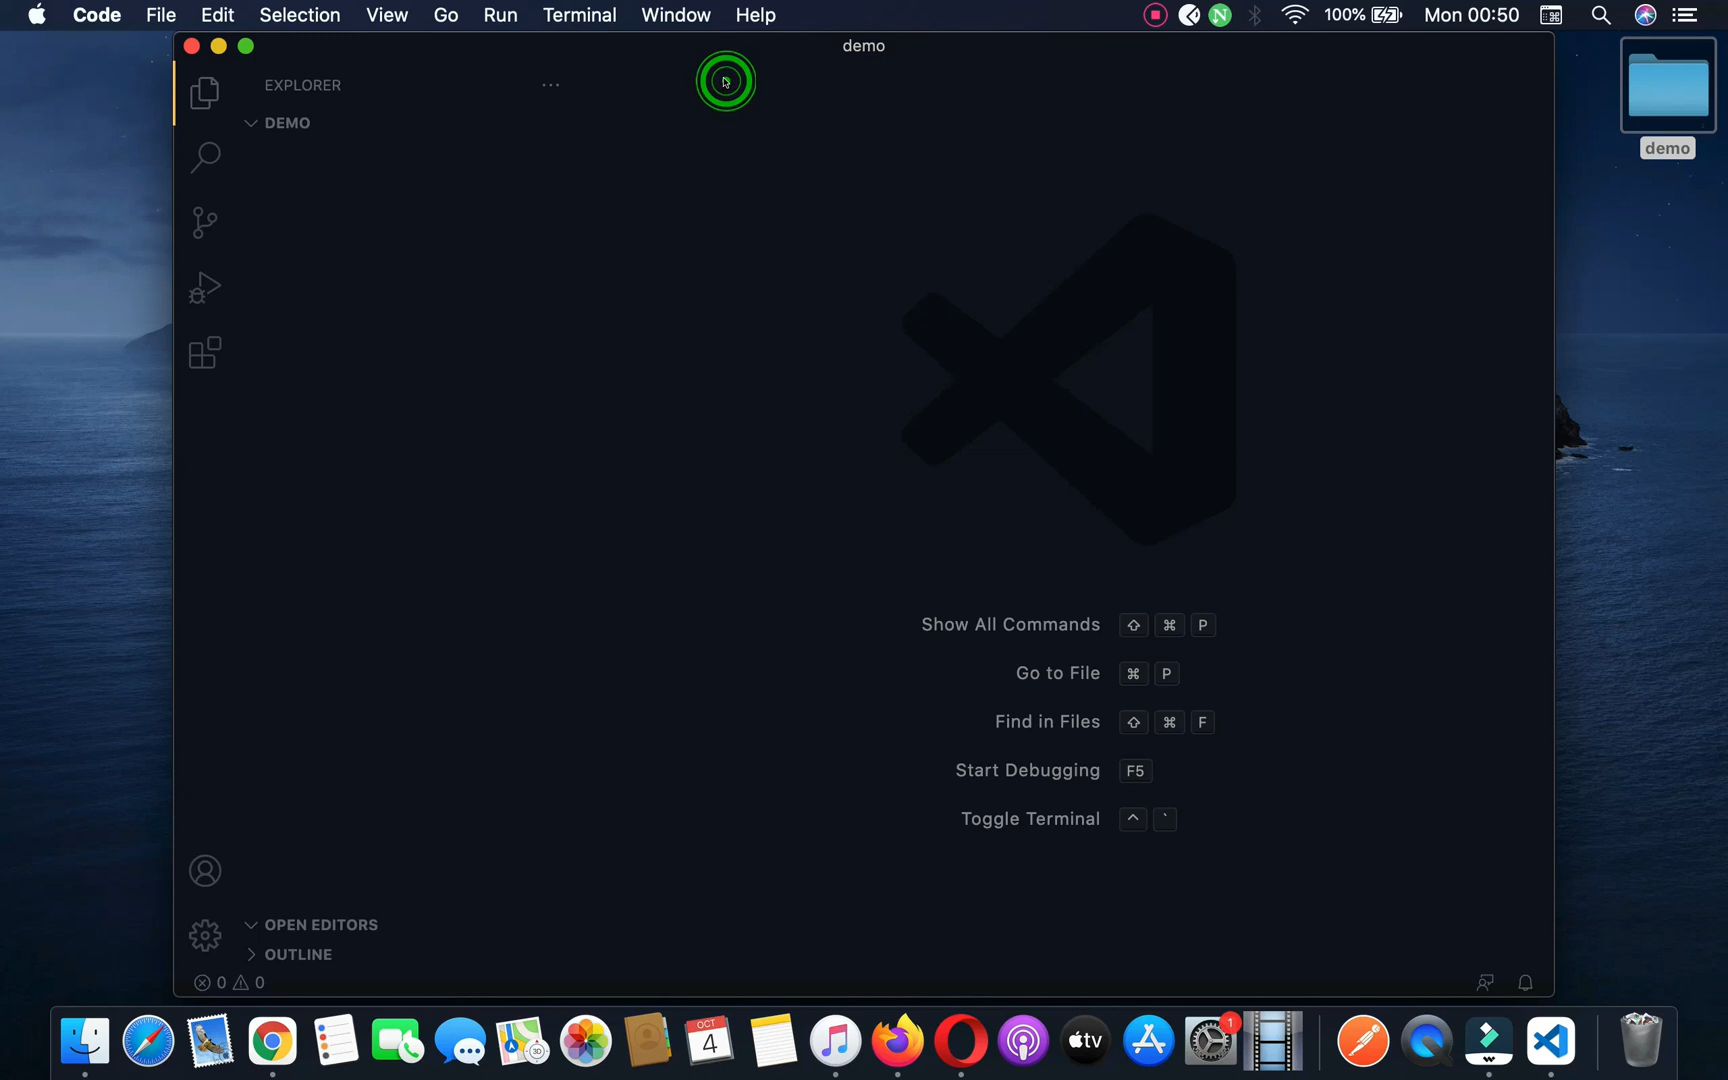 Code File Edit Selection View Go Run Terminal Window Help 100% Mon 00:50
demo
EXPLORER ...
DEMO
demo
Show All Commands ⇧ ⌘ P
Go to File ⌘ P
Find in Files ⇧ ⌘ F
Start Debugging F5
Toggle Terminal ^ `
OPEN EDITORS
OUTLINE
0 0
OCT
4
3D
tv
1